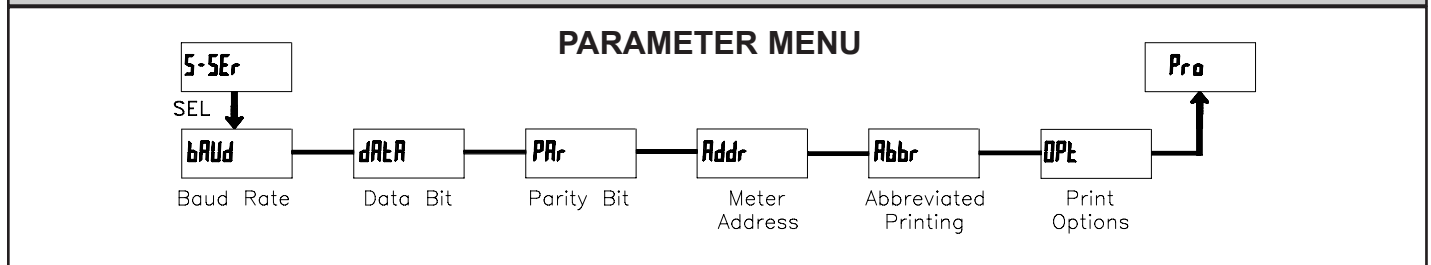 PARAMETER MENU
5-SEr
Pro
SEL
bAUd
dAtA
PAr
Addr
Abbr
OPt
Baud Rate
Data Bit
Parity Bit
Meter
Address
Abbreviated
Printing
Print
Options